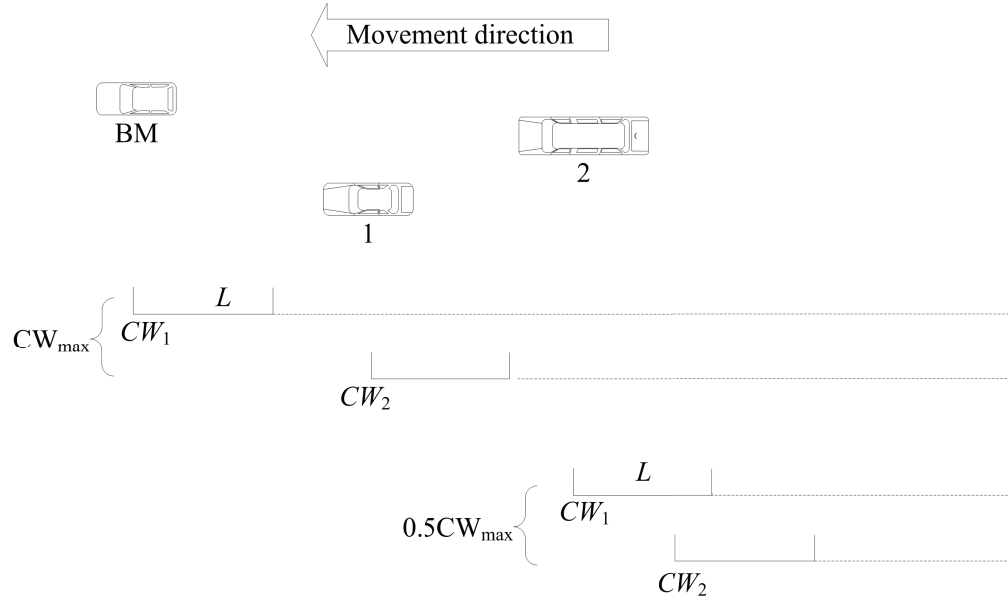 Movement direction
BM
2
1
L
CW₁
CWₘₐₓ
CW₂
L
CW₁
0.5CWₘₐₓ
CW₂